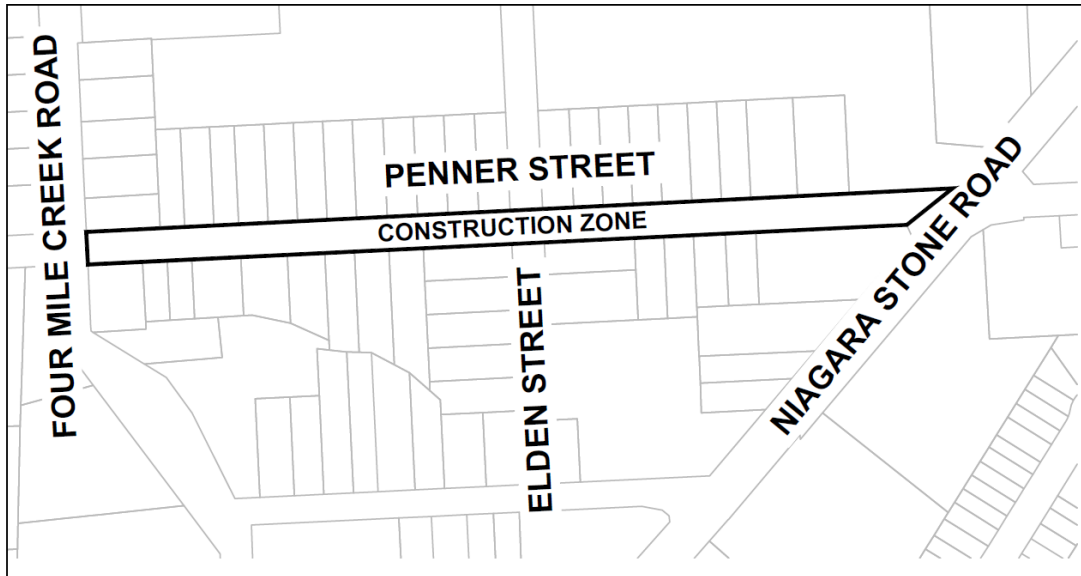 FOUR MILE CREEK ROAD
PENNER STREET
CONSTRUCTION ZONE
ELDEN STREET
NIAGARA STONE ROAD